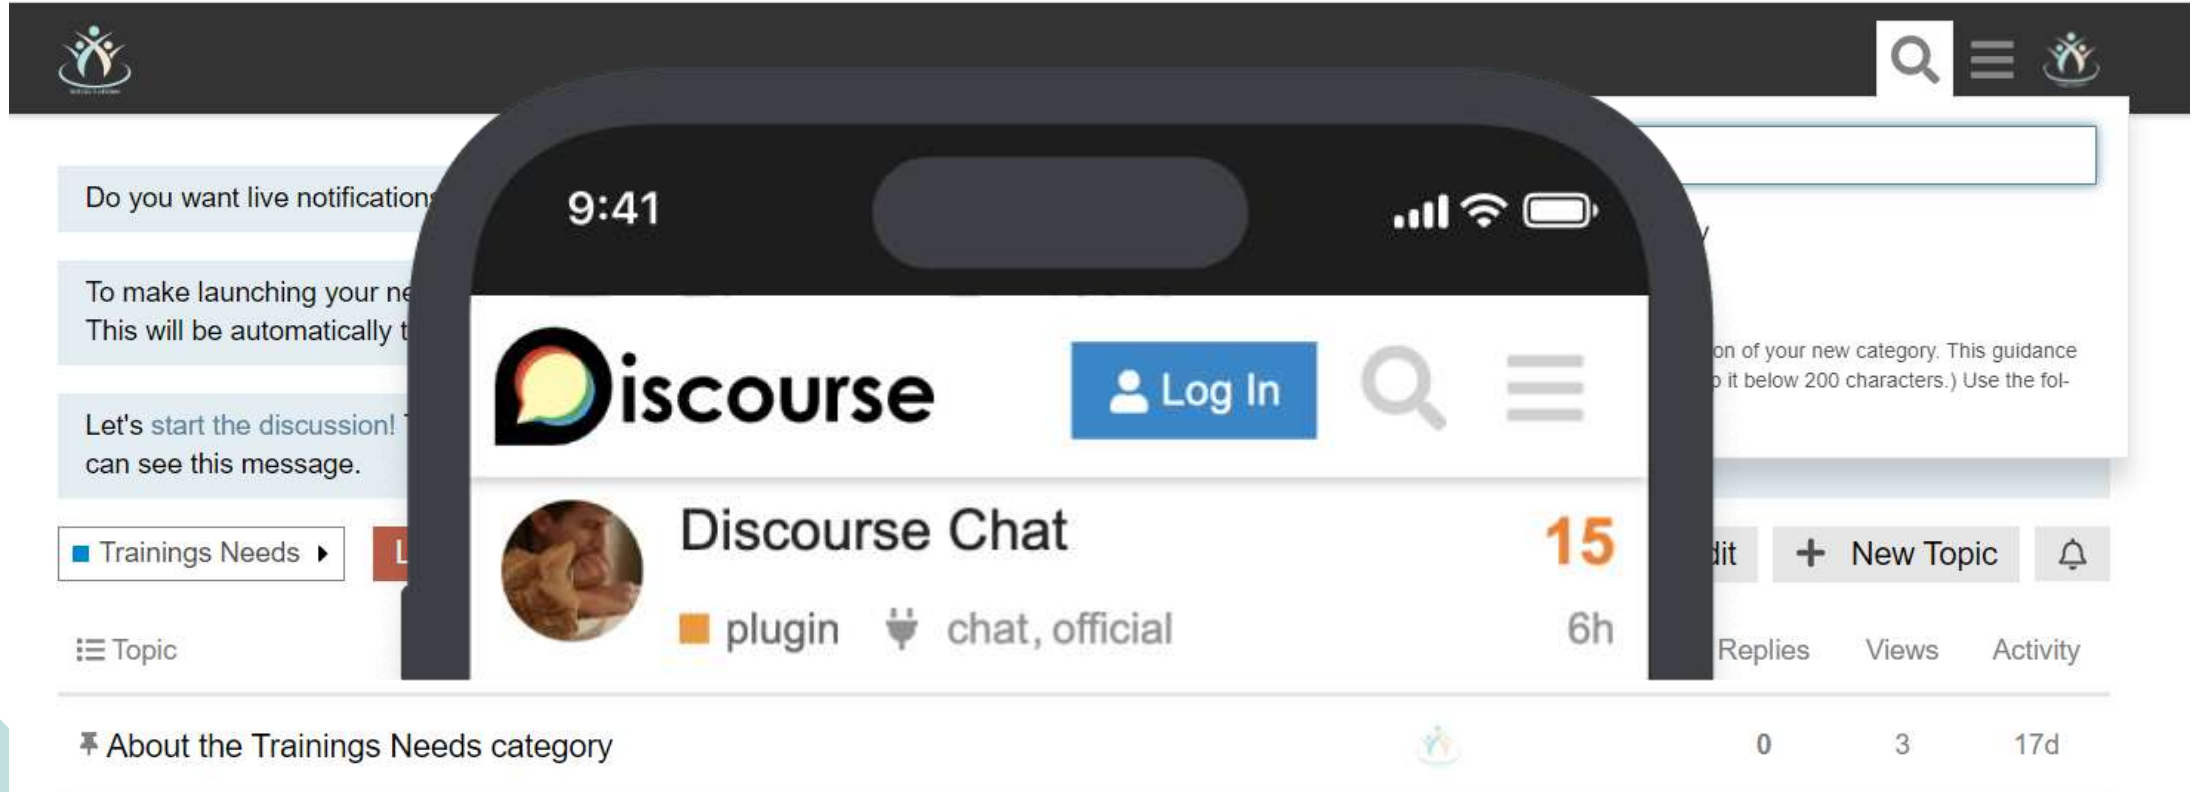 9:41
Do you want live notification
To make launching your
This will be automatically
Let's start the discussion!
can see this message.
on of your new category. This guidance
it below 200 characters.) Use the fol-
Discourse
Log In
Discourse Chat
15
plugin
chat, official
6h
Trainings Needs
New Topic
Topic
Replies
Views
Activity
About the Trainings Needs category
0
3
17d